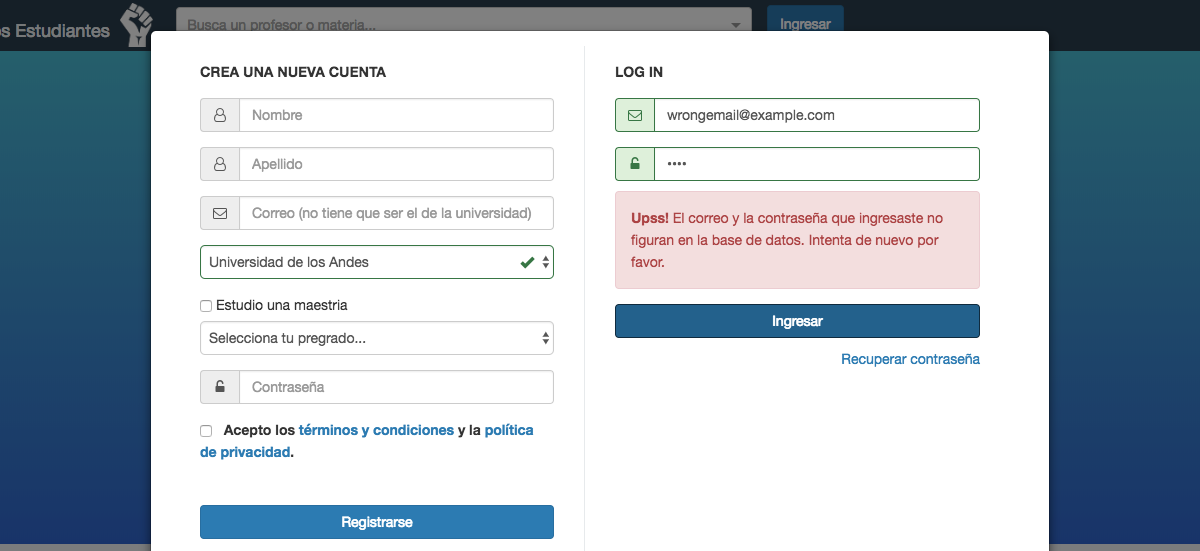 s Estudiantes
Busca un profesor o materia...
Ingresar
CREA UNA NUEVA CUENTA
Nombre
Apellido
Correo (no tiene que ser el de la universidad)
Universidad de los Andes
Estudio una maestria
Selecciona tu pregrado...
Contraseña
Acepto los términos y condiciones y la política
de privacidad.
Registrarse
LOG IN
wrongemail@example.com
••••
Upss! El correo y la contraseña que ingresaste no
figuran en la base de datos. Intenta de nuevo por
favor.
Ingresar
Recuperar contraseña